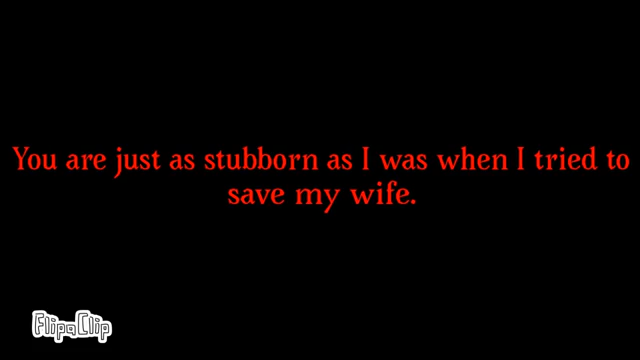 You are just as stubborn as I was when I tried to
save my wife.
FlipaClip